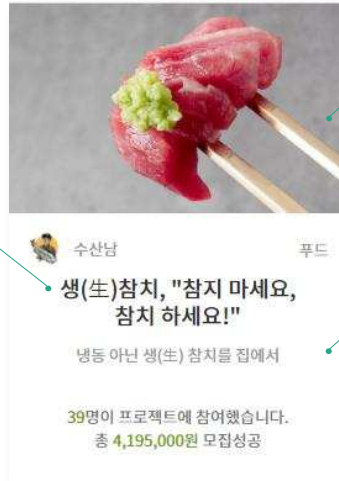 수산남
푸드
생(生)참치, "참지 마세요,
참치 하세요!"
냉동 아닌 생(生) 참치를 집에서
39명이 프로젝트에 참여했습니다.
총 4,195,000원 모집성공